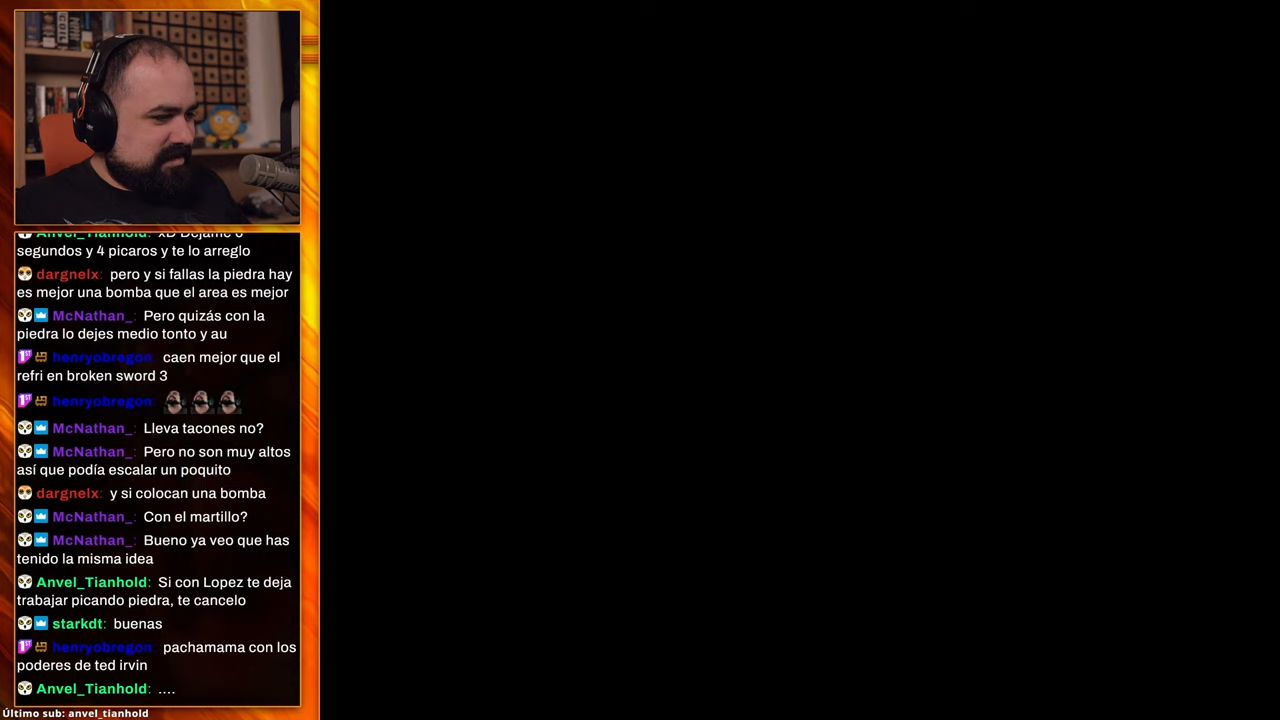 Anvel_Tianhold: xD Dejame 6
segundos y 4 picaros y te lo arreglo
dargnelx: pero y si fallas la piedra hay
es mejor una bomba que el area es mejor
McNathan_: Pero quizás con la
piedra lo dejes medio tonto y au
henryobregon: caen mejor que el
refri en broken sword 3
henryobregon:
McNathan_: Lleva tacones no?
McNathan_: Pero no son muy altos
así que podía escalar un poquito
dargnelx: y si colocan una bomba
McNathan_: Con el martillo?
McNathan_: Bueno ya veo que has
tenido la misma idea
Anvel_Tianhold: Si con Lopez te deja
trabajar picando piedra, te cancelo
starkdt: buenas
henryobregon: pachamama con los
poderes de ted irvin
Anvel_Tianhold: ....
Último sub: anvel_tianhold